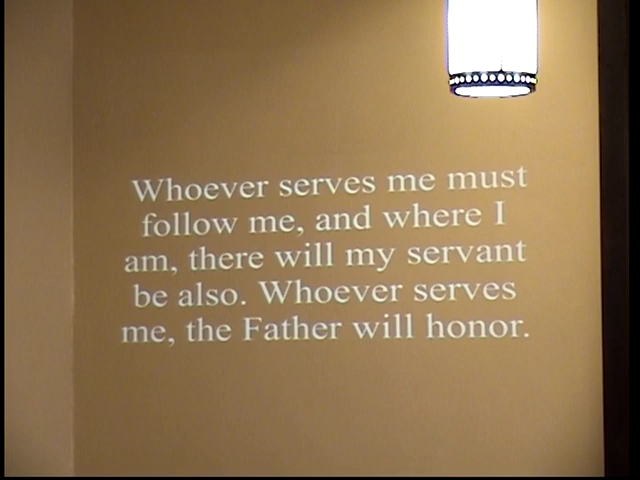 Whoever serves me must
follow me, and where I
am, there will my servant
be also. Whoever serves
me, the Father will honor.